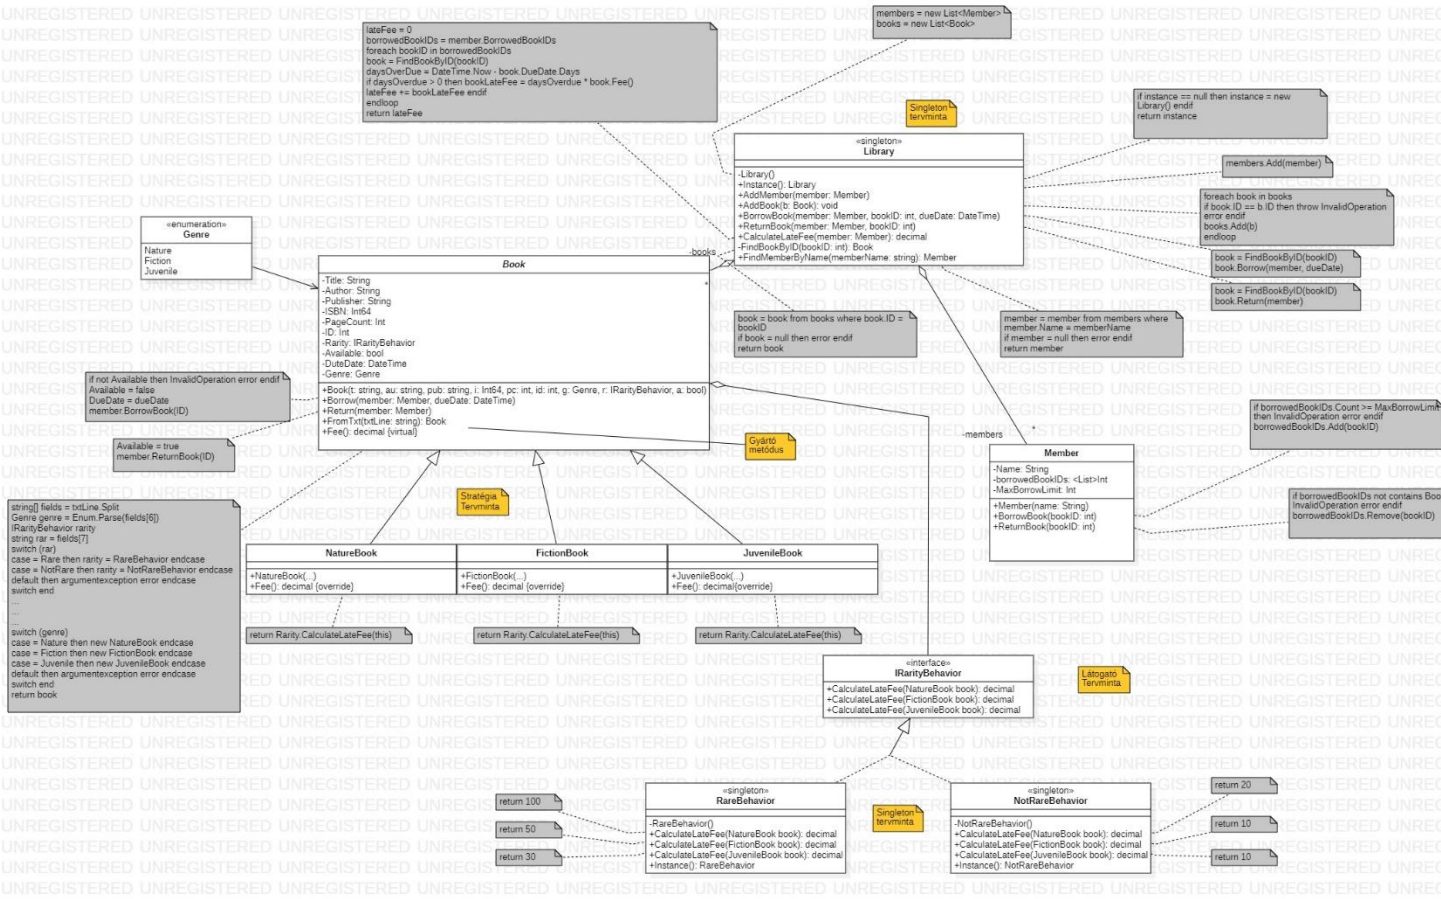 lateFee = 0
borrowedBookIDs = member.BorrowedBookIDs
foreach bookID in borrowedBookIDs
book = FindBookByID(bookID)
daysOverDue = DateTime.Now - book.DueDate.Days
if daysOverdue > 0 then bookLateFee = daysOverdue * book.Fee()
lateFee += bookLateFee endif
endloop
return lateFee
members = new List<Member>
books = new List<Book>
Singleton
tervminta
if instance == null then instance = new
Library() endif
return instance
members.Add(member)
foreach book in books
if book.ID == b.ID then throw InvalidOperation
error endif
books.Add(b)
endloop
book = FindBookByID(bookID)
book.Borrow(member, dueDate)
book = FindBookByID(bookID)
book.Return(member)
«singleton»
Library
-Library()
+Instance(): Library
+AddMember(member: Member)
+AddBook(b: Book): void
+BorrowBook(member: Member, bookID: int, dueDate: DateTime)
+ReturnBook(member: Member, bookID: int)
+CalculateLateFee(member: Member): decimal
-FindBookByID(bookID: int): Book
+FindMemberByName(memberName: string): Member
-books
*
«enumeration»
Genre
Nature
Fiction
Juvenile
Book
-Title: String
-Author: String
-Publisher: String
-ISBN: Int64
-PageCount: Int
-ID: Int
-Rarity: IRarityBehavior
-Available: bool
-DuteDate: DateTime
-Genre: Genre
+Book(t: string, au: string, pub: string, i: Int64, pc: int, id: int, g: Genre, r: IRarityBehavior, a: bool)
+Borrow(member: Member, dueDate: DateTime)
+Return(member: Member)
+FromTxt(txtLine: string): Book
+Fee(): decimal {virtual}
book = book from books where book.ID =
bookID
if book = null then error endif
return book
member = member from members where
member.Name = memberName
if member = null then error endif
return member
if not Available then InvalidOperation error endif
Available = false
DueDate = dueDate
member.BorrowBook(ID)
Available = true
member.ReturnBook(ID)
Gyártó
metódus
Stratégia
Tervminta
-members
*
Member
-Name: String
-borrowedBookIDs: <List>Int
-MaxBorrowLimit: Int
+Member(name: String)
+BorrowBook(bookID: int)
+ReturnBook(bookID: int)
if borrowedBookIDs.Count >= MaxBorrowLimit
then InvalidOperation error endif
borrowedBookIDs.Add(bookID)
if borrowedBookIDs not contains Boo
InvalidOperation error endif
borrowedBookIDs.Remove(bookID)
string[] fields = txtLine.Split
Genre genre = Enum.Parse(fields[6])
IRarityBehavior rarity
string rar = fields[7]
switch (rar)
case = Rare then rarity = RareBehavior endcase
case = NotRare then rarity = NotRareBehavior endcase
default then argumentexception error endcase
switch end
...
...
...
switch (genre)
case = Nature then new NatureBook endcase
case = Fiction then new FictionBook endcase
case = Juvenile then new JuvenileBook endcase
default then argumentexception error endcase
switch end
return book
NatureBook
+NatureBook(...)
+Fee(): decimal {override}
FictionBook
+FictionBook(...)
+Fee(): decimal {override}
JuvenileBook
+JuvenileBook(...)
+Fee(): decimal{override}
return Rarity.CalculateLateFee(this)
return Rarity.CalculateLateFee(this)
return Rarity.CalculateLateFee(this)
«interface»
IRarityBehavior
+CalculateLateFee(NatureBook book): decimal
+CalculateLateFee(FictionBook book): decimal
+CalculateLateFee(JuvenileBook book): decimal
Látogató
Tervminta
return 100
return 50
return 30
«singleton»
RareBehavior
-RareBehavior()
+CalculateLateFee(NatureBook book): decimal
+CalculateLateFee(FictionBook book): decimal
+CalculateLateFee(JuvenileBook book): decimal
+Instance(): RareBehavior
Singleton
tervminta
«singleton»
NotRareBehavior
-NotRareBehavior()
+CalculateLateFee(NatureBook book): decimal
+CalculateLateFee(FictionBook book): decimal
+CalculateLateFee(JuvenileBook book): decimal
+Instance(): NotRareBehavior
return 20
return 10
return 10